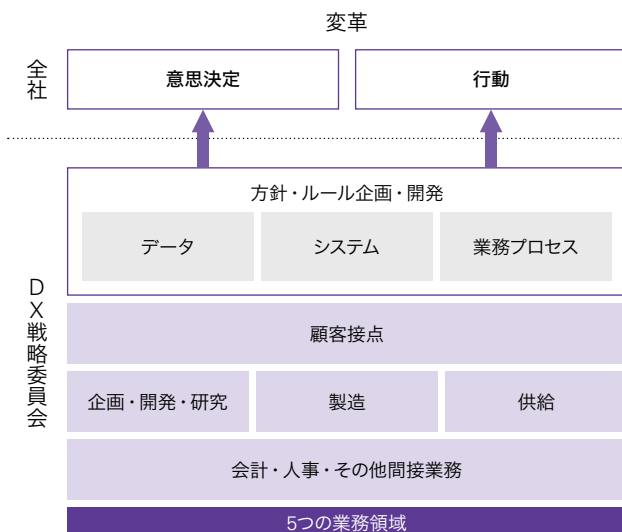 変革
全社
意思決定
行動
DX戦略委員会
方針・ルール企画・開発
データ
システム
業務プロセス
顧客接点
企画・開発・研究
製造
供給
会計・人事・その他間接業務
5つの業務領域